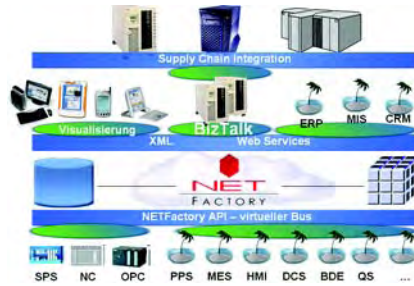 Supply Chain Integration
Visualisierung
BizTalk
ERP
MIS
CRM
XML
Web Services
NET
FACTORY
NETFactory API – virtueller Bus
SPS
NC
OPC
PPS
MES
HMI
DCS
BDE
QS
...